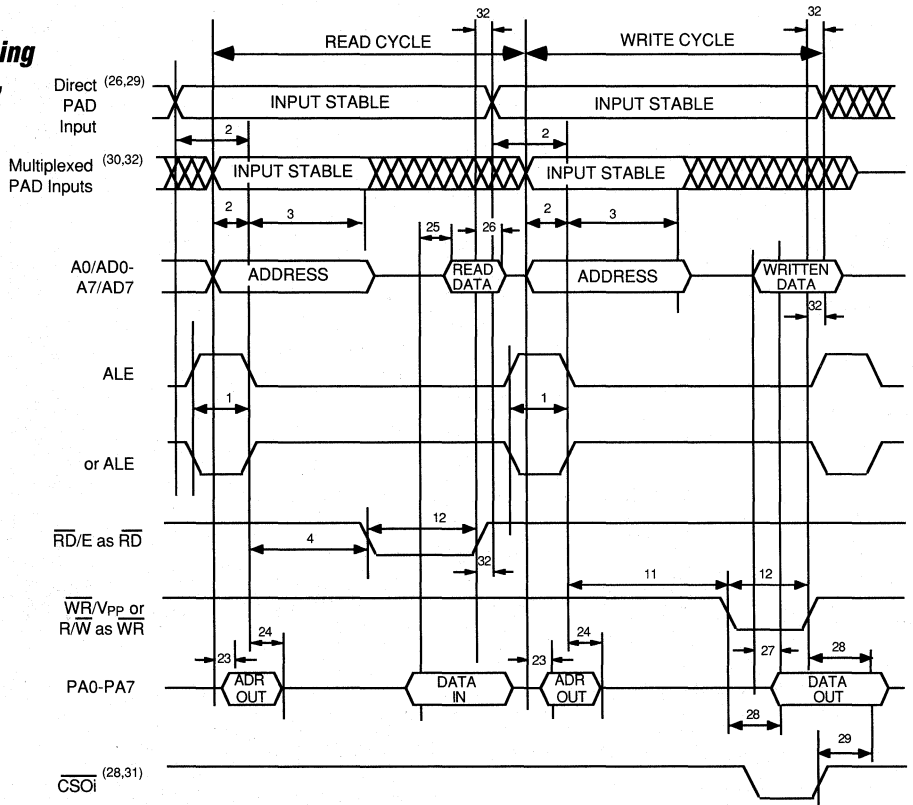 ing
32
32
READ CYCLE
WRITE CYCLE
Direct (26,29)
PAD
Input
INPUT STABLE
INPUT STABLE
2
2
Multiplexed (30,32)
PAD Inputs
INPUT STABLE
INPUT STABLE
2
3
2
3
25
26
A0/AD0-
A7/AD7
ADDRESS
READ
DATA
ADDRESS
WRITTEN
DATA
32
ALE
1
1
or ALE
RD/E as RD
12
4
32
11
12
WR/VPP or
R/W as WR
24
24
23
23
27
28
PA0-PA7
ADR
OUT
DATA
IN
ADR
OUT
DATA
OUT
28
29
CSOi (28,31)